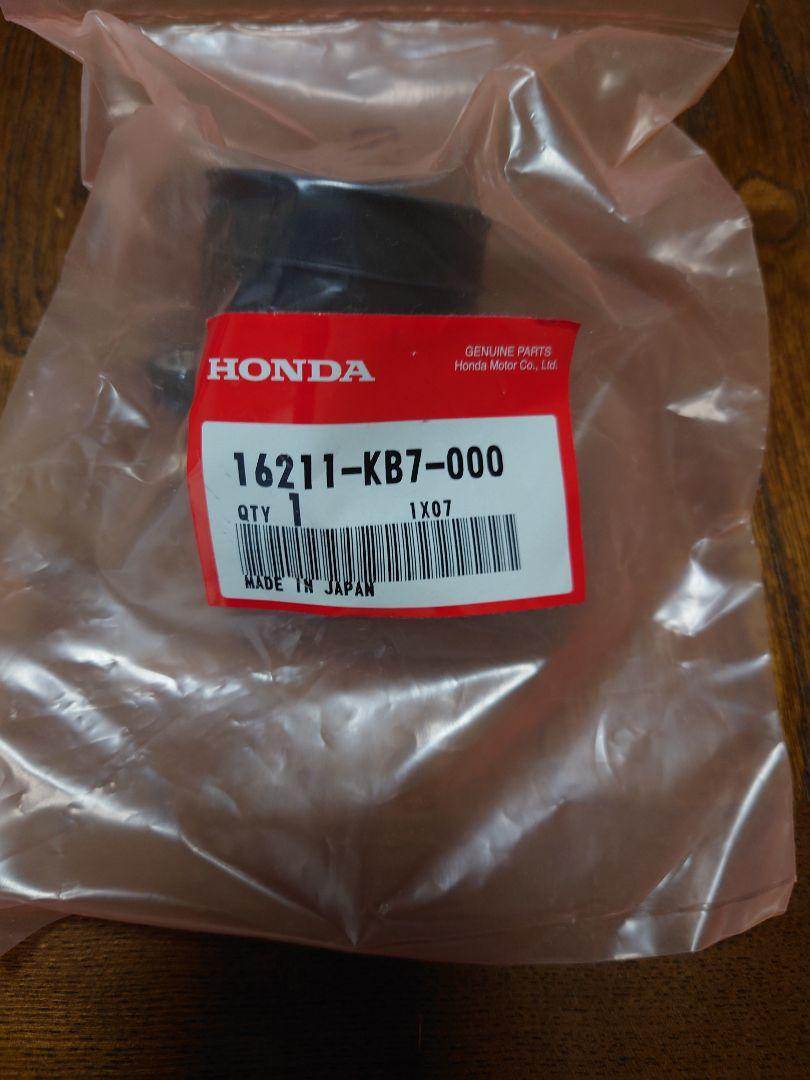 HONDA
GENUINE PARTS
Honda Motor Co., Ltd.
16211-KB7-000
QTY 1 1X07
MADE IN JAPAN